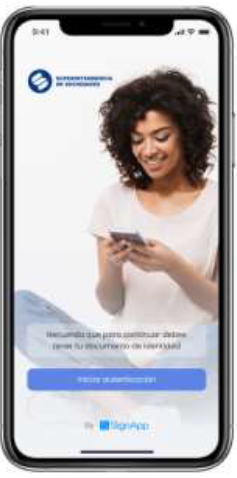 9:41
SUPERINTENDENCIA
DE SOCIEDADES
Recuerda que para continuar debes
tener tu documento de identidad
Iniciar autenticación
By SignApp